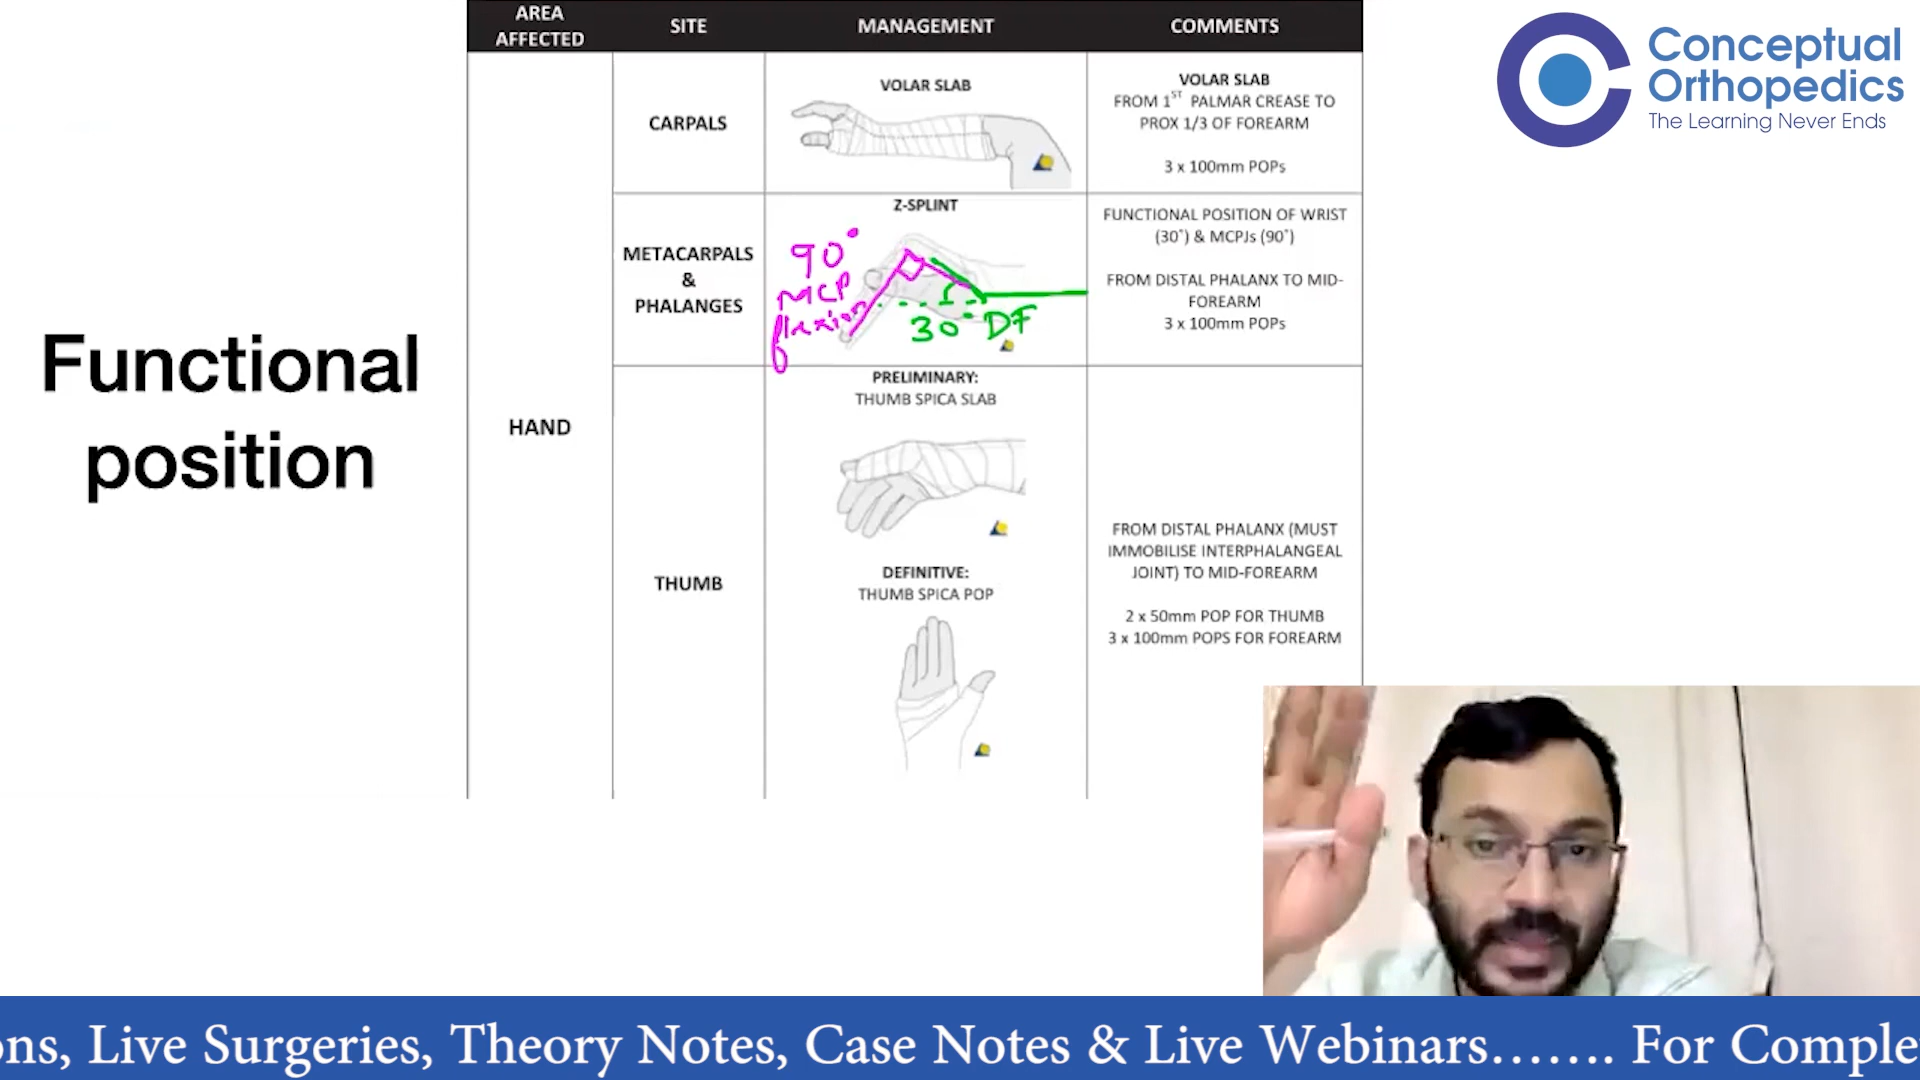 Functional
position
AREA
AFFECTED
SITE
MANAGEMENT
COMMENTS
HAND
CARPALS
VOLAR SLAB
VOLAR SLAB
FROM 1ST PALMAR CREASE TO
PROX 1/3 OF FOREARM
3 x 100mm POPs
METACARPALS
&
PHALANGES
Z-SPLINT
90°
MCP
flexion
30° DF
FUNCTIONAL POSITION OF WRIST
(30˚) & MCPJs (90˚)
FROM DISTAL PHALANX TO MID-
FOREARM
3 x 100mm POPs
THUMB
PRELIMINARY:
THUMB SPICA SLAB
DEFINITIVE:
THUMB SPICA POP
FROM DISTAL PHALANX (MUST
IMMOBILISE INTERPHALANGEAL
JOINT) TO MID-FOREARM
2 x 50mm POP FOR THUMB
3 x 100mm POPS FOR FOREARM
Conceptual
Orthopedics
The Learning Never Ends
ons, Live Surgeries, Theory Notes, Case Notes & Live Webinars……. For Comple